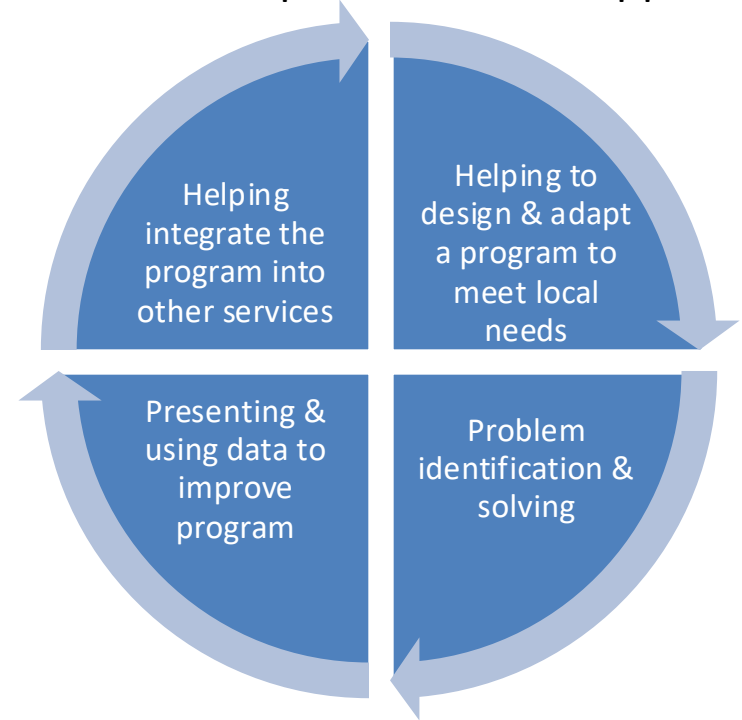 Helping
integrate the
program into
other services
Helping to
design & adapt
a program to
meet local
needs
Presenting &
using data to
improve
program
Problem
identification &
solving